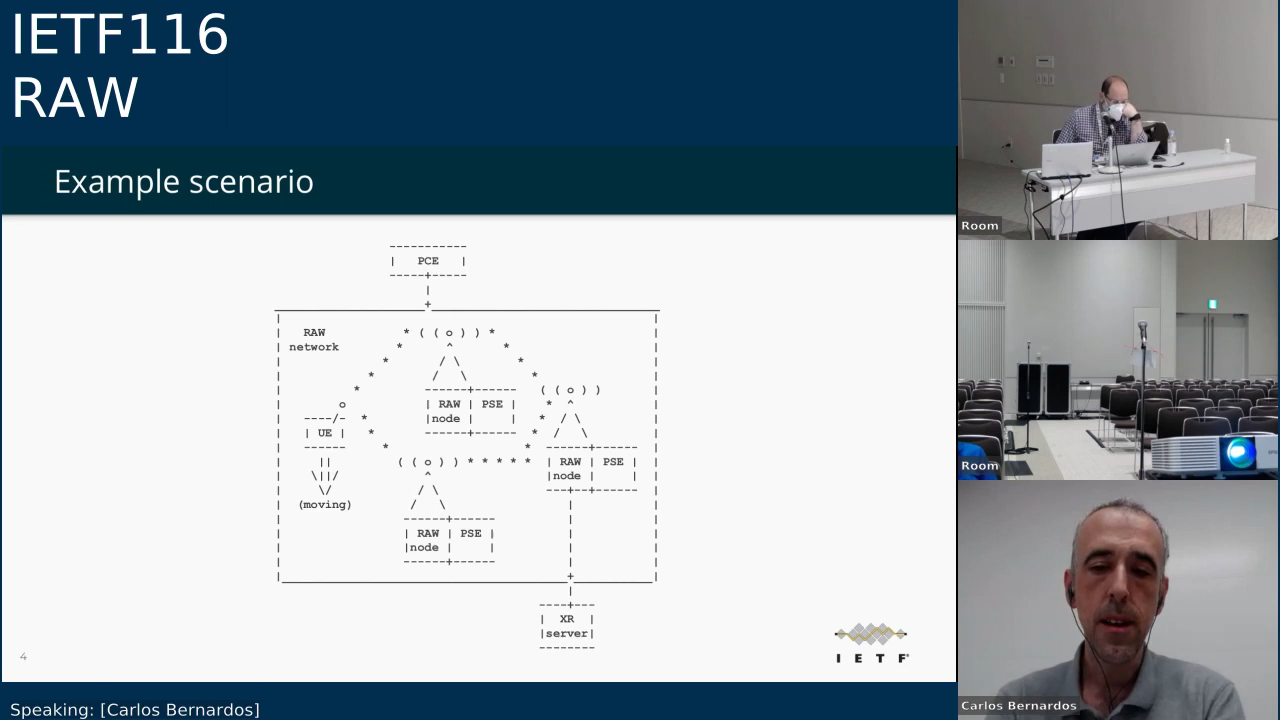 IETF116
RAW
Example scenario
PCE
RAW
network
RAW PSE
node
UE
RAW PSE
node
(moving)
RAW PSE
node
XR
server
4
IETF
Speaking: [Carlos Bernardos]
Room
Room
Carlos Bernardos